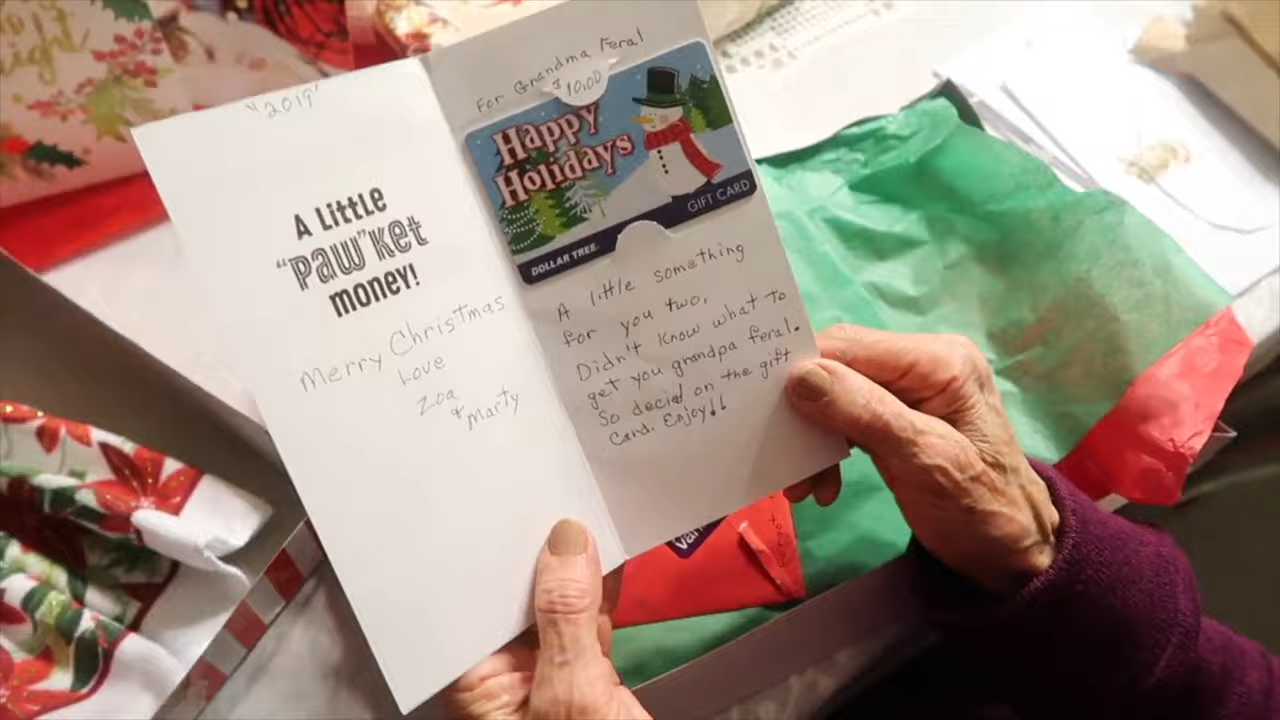 "2019"
A Little
"PAW"ket
money!
Merry Christmas
Love
Zoa
& Marty
For Grandma Feral
$10.00
Happy
Holidays
GIFT CARD
DOLLAR TREE.
A little something
for you two.
Didn't know what to
get you grandpa feral.
So decied on the gift
Card. Enjoy!!